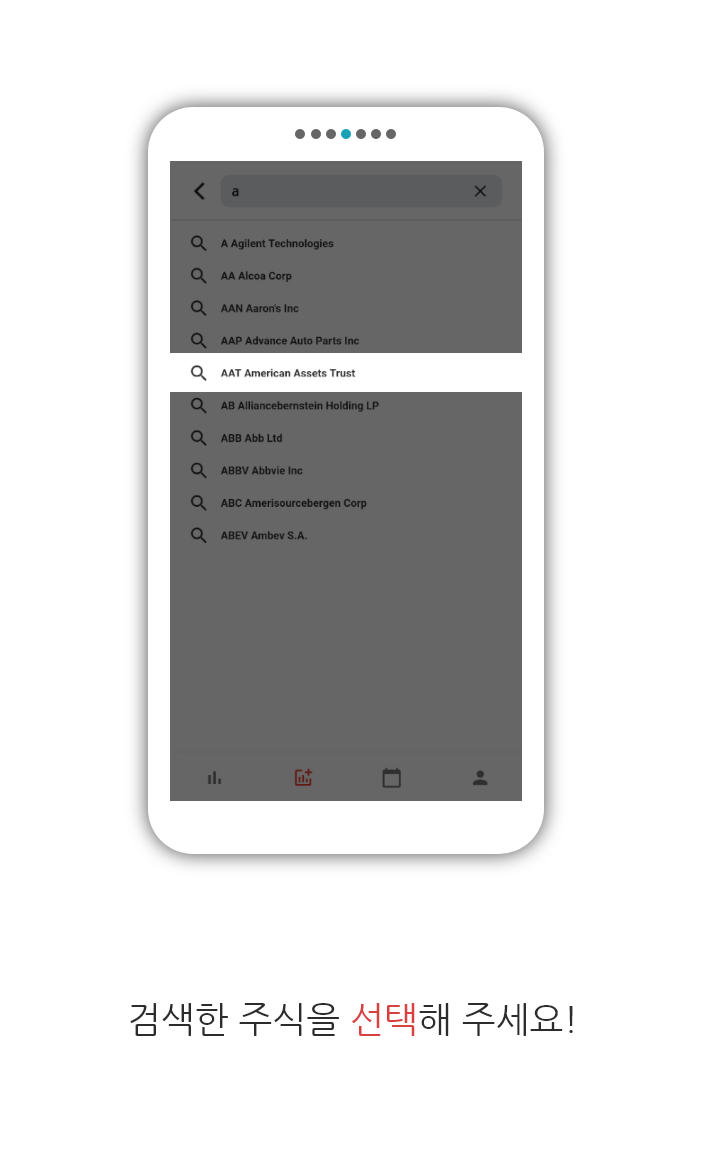 a
A Agilent Technologies
AA Alcoa Corp
AAN Aaron's Inc
AAP Advance Auto Parts Inc
AAT American Assets Trust
AB Alliancebernstein Holding LP
ABB Abb Ltd
ABBV Abbvie Inc
ABC Amerisourcebergen Corp
ABEV Ambev S.A.
검색한 주식을 선택해 주세요!